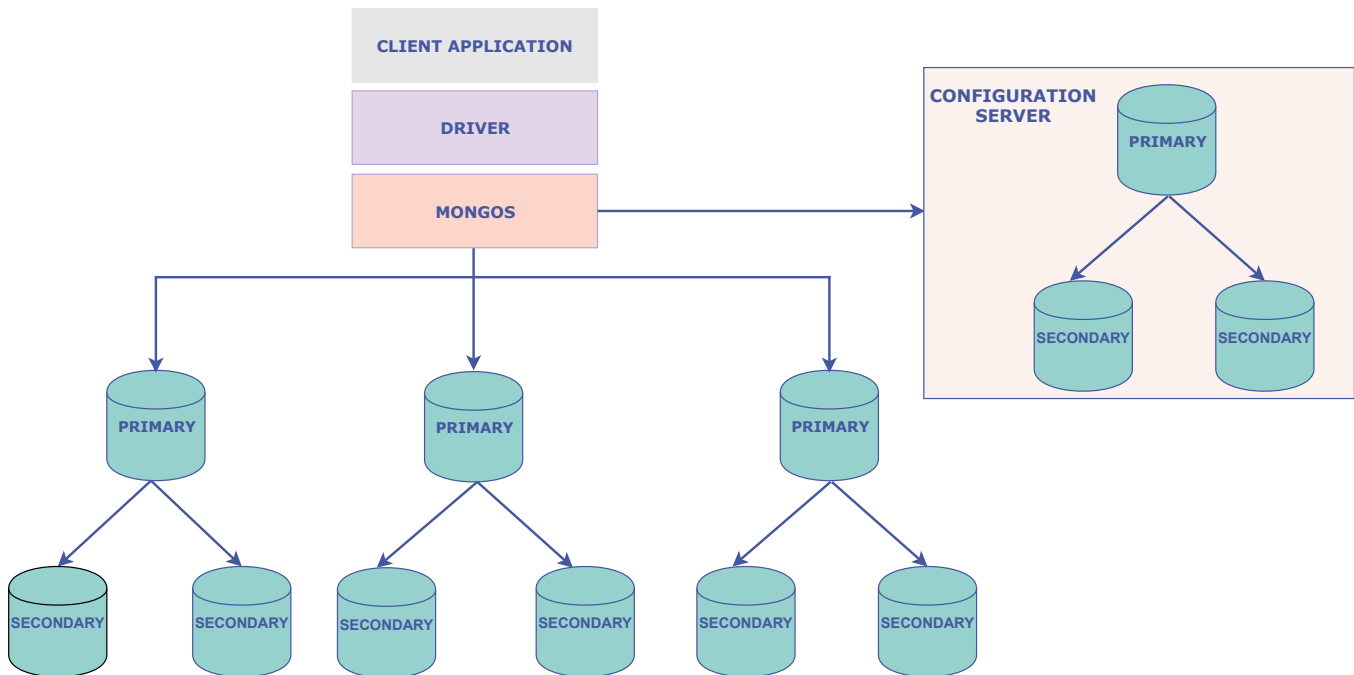 CLIENT APPLICATION
DRIVER
MONGOS
CONFIGURATION
SERVER
PRIMARY
SECONDARY
SECONDARY
PRIMARY
PRIMARY
PRIMARY
SECONDARY
SECONDARY
SECONDARY
SECONDARY
SECONDARY
SECONDARY